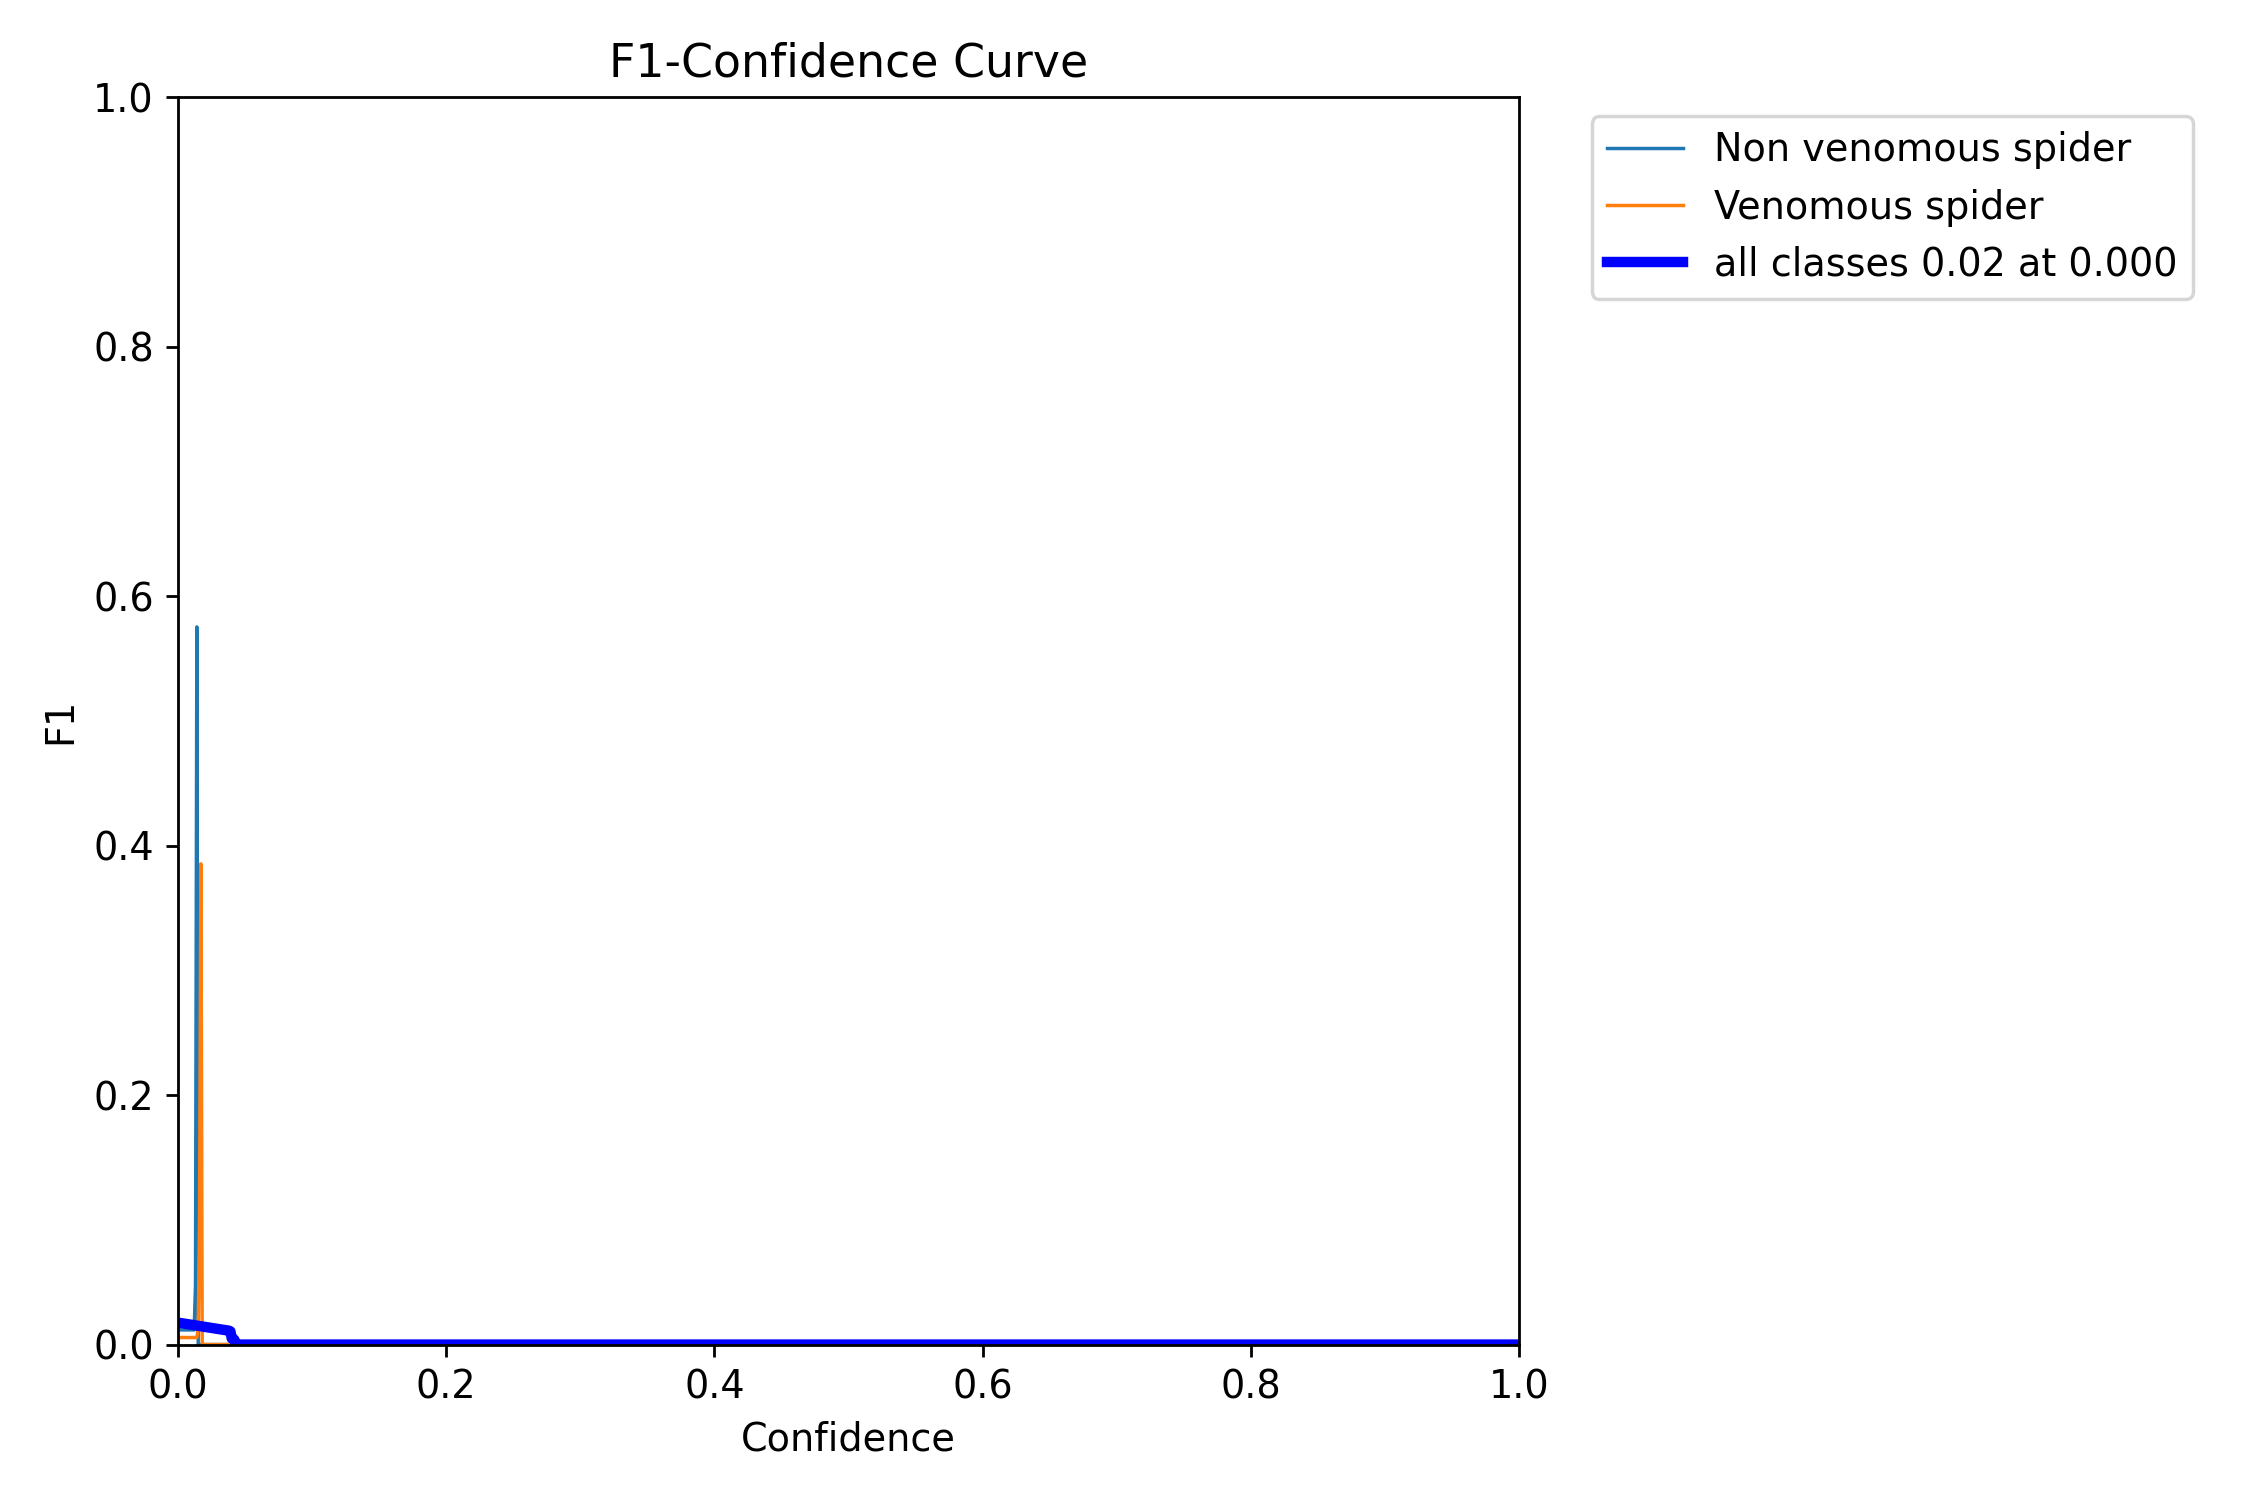 F1-Confidence Curve
1.0
0.8
0.6
0.4
0.2
0.0
F1
0.0 0.2 0.4 0.6 0.8 1.0
Confidence
Non venomous spider
Venomous spider
all classes 0.02 at 0.000